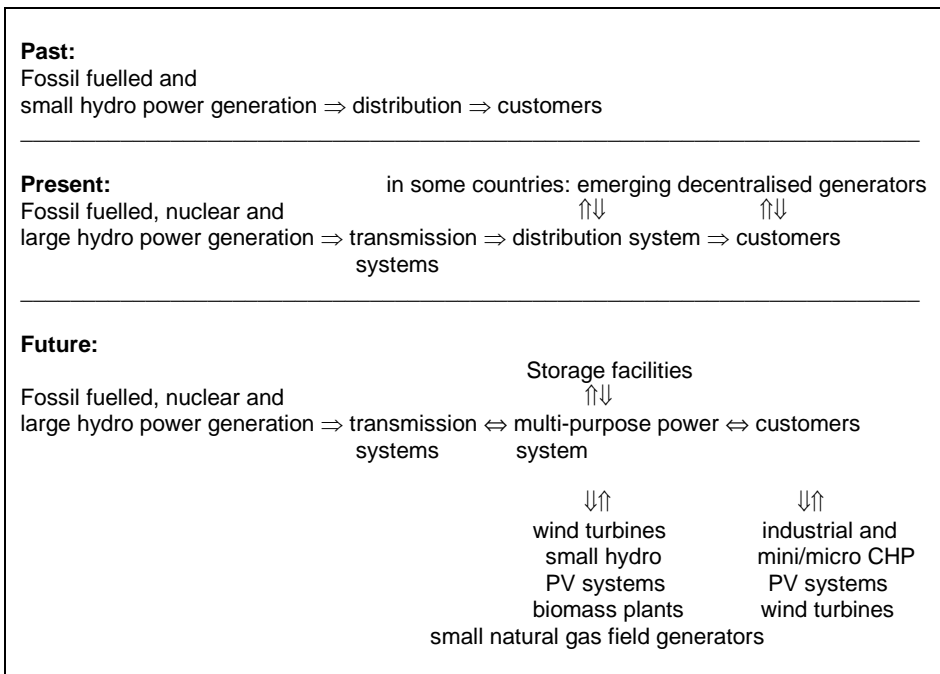 Past:
Fossil fuelled and
small hydro power generation ⇒ distribution ⇒ customers
Present: in some countries: emerging decentralised generators
Fossil fuelled, nuclear and ⇑⇓ ⇑⇓
large hydro power generation ⇒ transmission ⇒ distribution system ⇒ customers
systems
Future:
Storage facilities
Fossil fuelled, nuclear and ⇑⇓
large hydro power generation ⇒ transmission ⇔ multi-purpose power ⇔ customers
systems system
⇓⇑ ⇓⇑
wind turbines industrial and
small hydro mini/micro CHP
PV systems PV systems
biomass plants wind turbines
small natural gas field generators